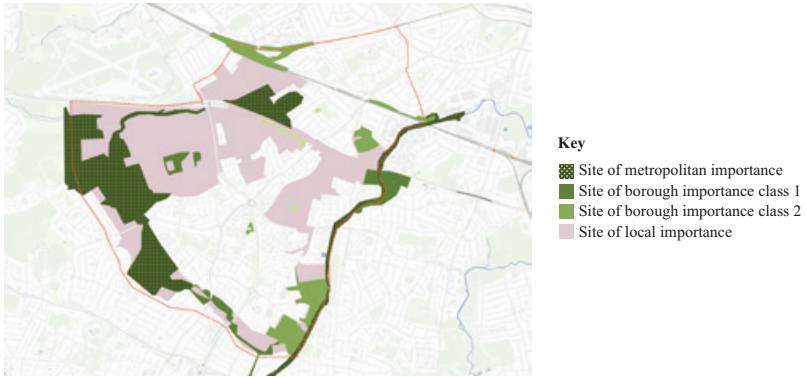 Key
Site of metropolitan importance
Site of borough importance class 1
Site of borough importance class 2
Site of local importance